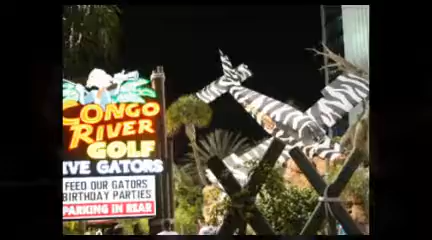 CONGO
RIVER
GOLF
IVE GATORS
FEED OUR GATORS
BIRTHDAY PARTIES
PARKING IN REAR